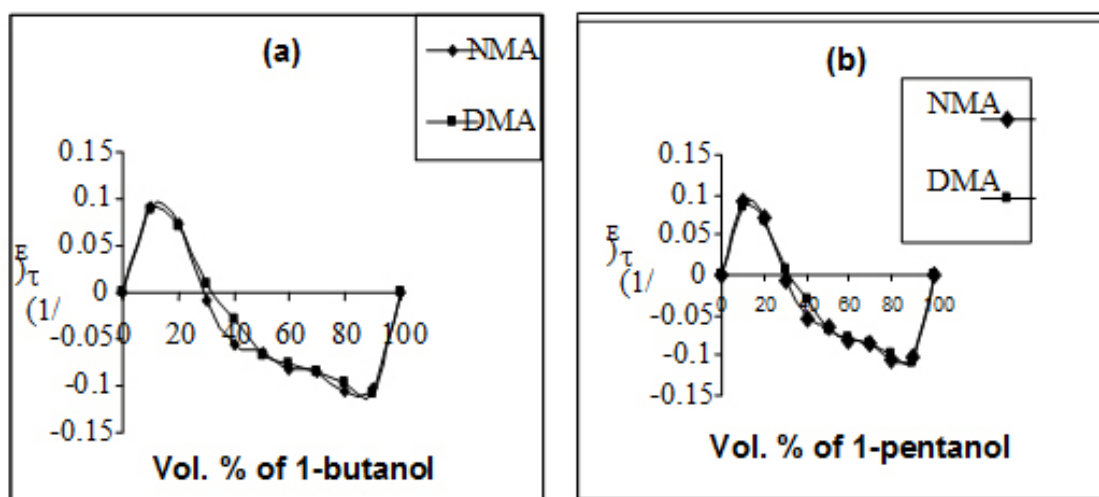 (a)
NMA
DMA
0.15
0.1
0.05
0
-0.05
-0.1
-0.15
(1/τ)ᴱ
0 20 40 60 80 100
Vol. % of 1-butanol
(b)
NMA
DMA
0.15
0.1
0.05
0
-0.05
-0.1
-0.15
(1/τ)ᴱ
0 20 40 60 80 100
Vol. % of 1-pentanol